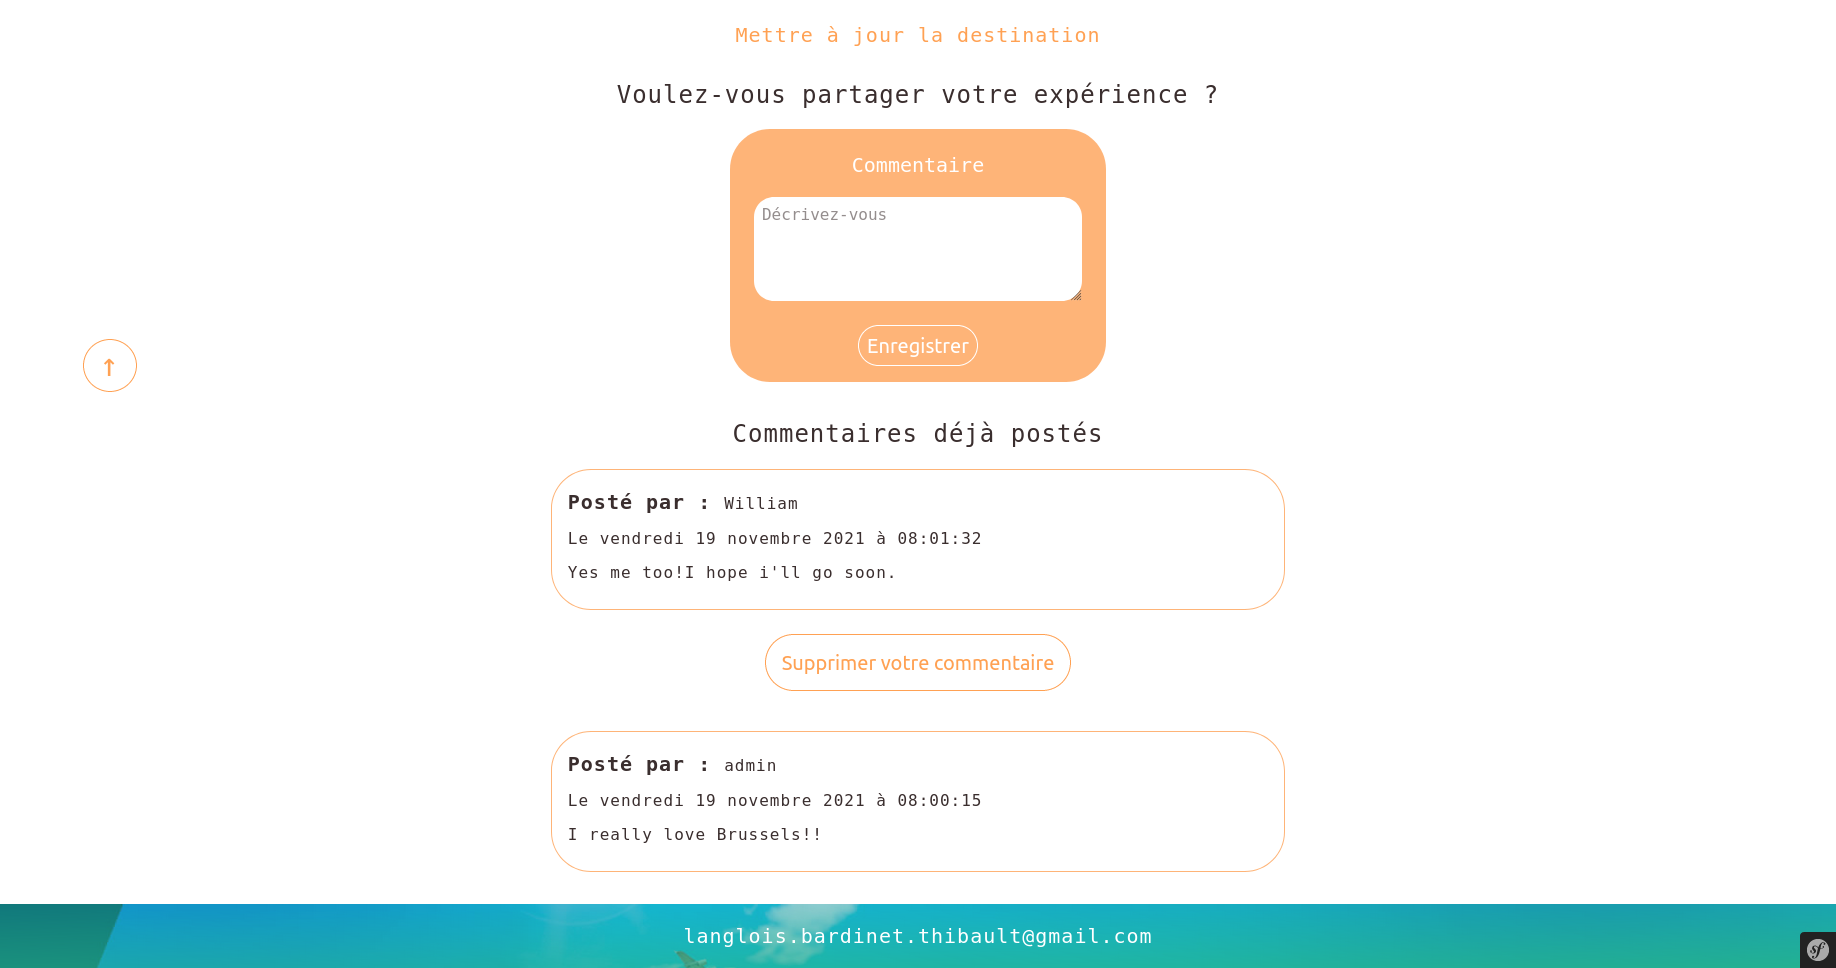 Mettre à jour la destination
Voulez-vous partager votre expérience ?
Commentaire
Décrivez-vous
Enregistrer
↑
Commentaires déjà postés
Posté par : William
Le vendredi 19 novembre 2021 à 08:01:32
Yes me too!I hope i'll go soon.
Supprimer votre commentaire
Posté par : admin
Le vendredi 19 novembre 2021 à 08:00:15
I really love Brussels!!
langlois.bardinet.thibault@gmail.com
sf